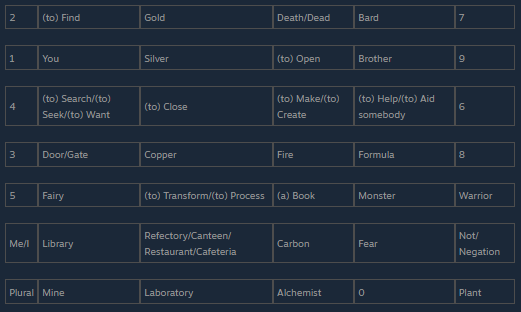 2 (to) Find Gold Death/Dead Bard 7
1 You Silver (to) Open Brother 9
4 (to) Search/(to) Seek/(to) Want (to) Close (to) Make/(to) Create (to) Help/(to) Aid somebody 6
3 Door/Gate Copper Fire Formula 8
5 Fairy (to) Transform/(to) Process (a) Book Monster Warrior
Me/I Library Refectory/Canteen/ Restaurant/Cafeteria Carbon Fear Not/ Negation
Plural Mine Laboratory Alchemist 0 Plant